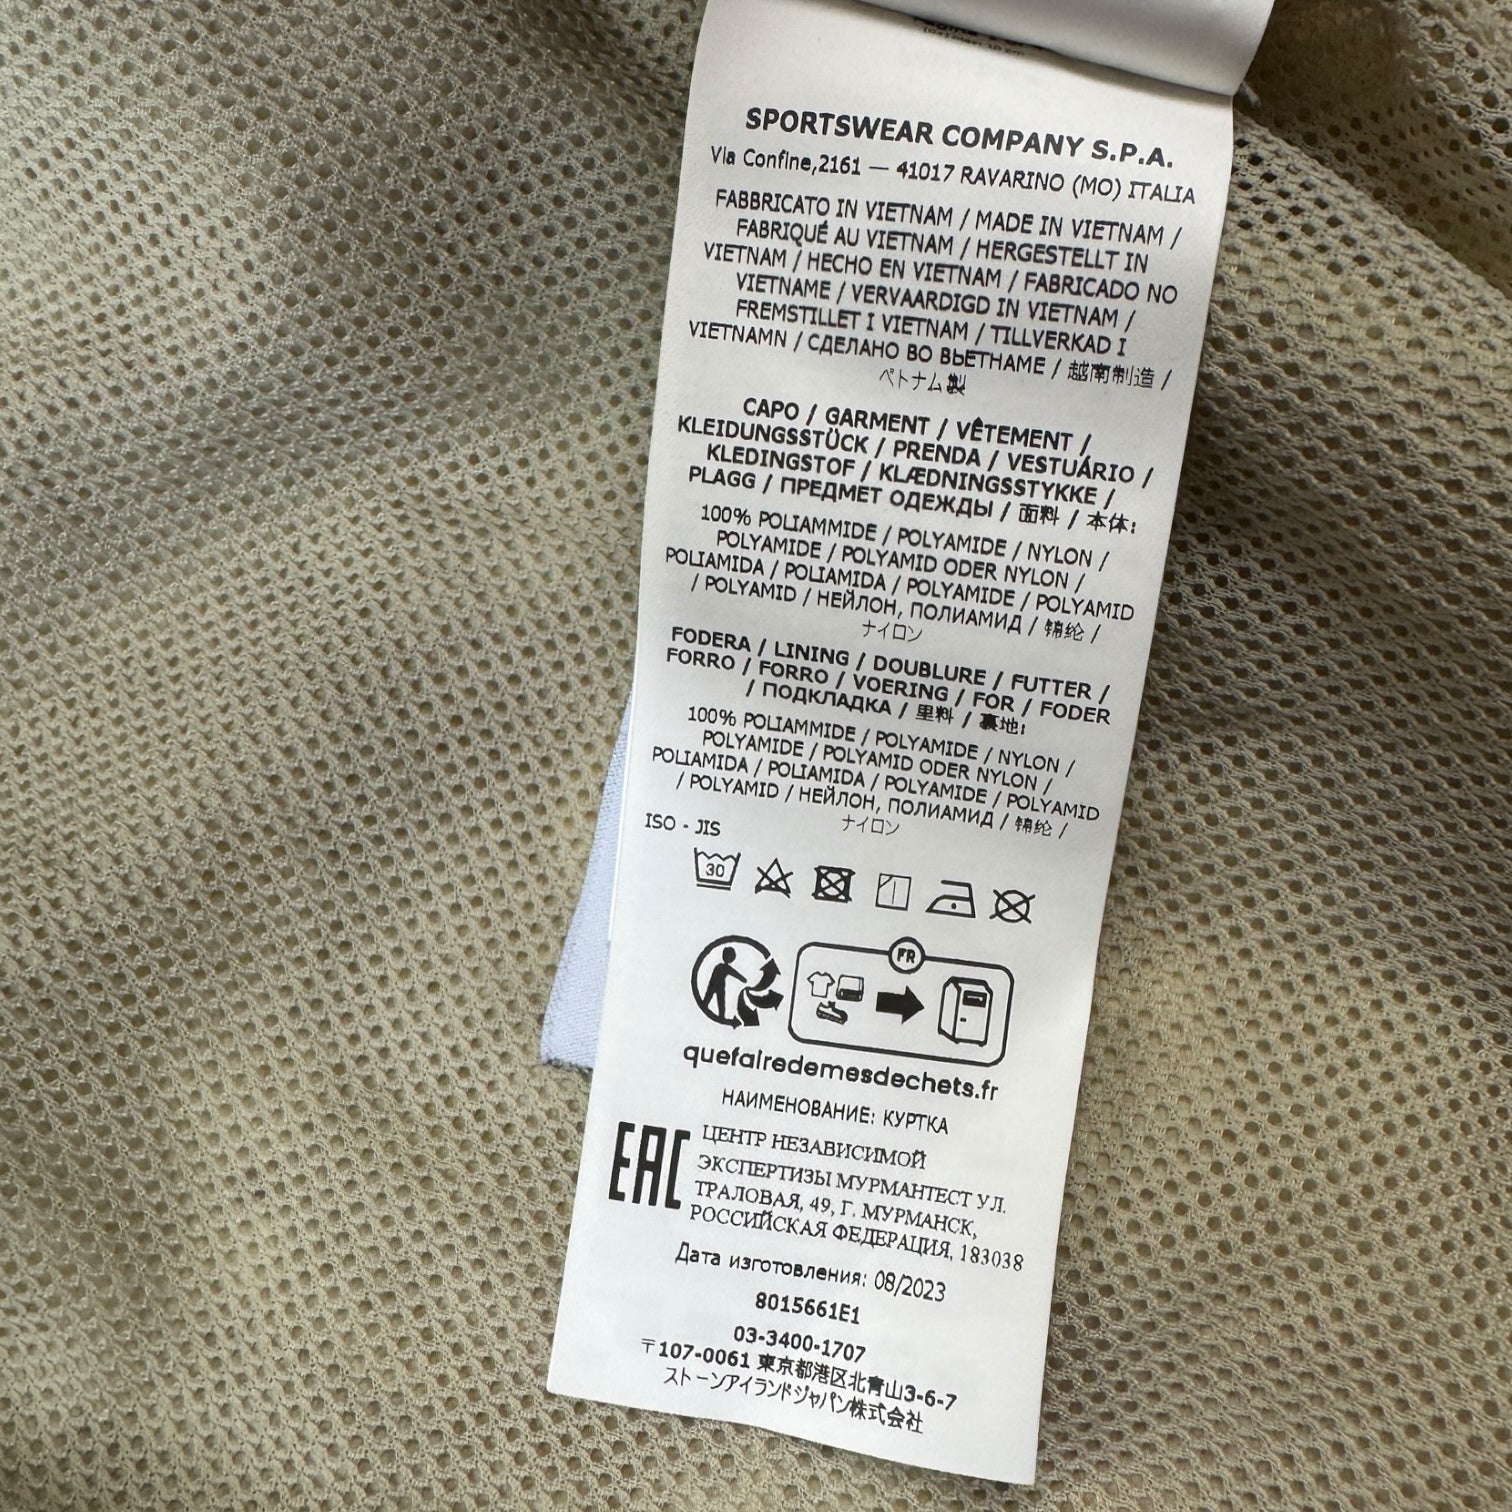 SPORTSWEAR COMPANY S.P.A.
Via Confine,2161 — 41017 RAVARINO (MO) ITALIA
FABBRICATO IN VIETNAM / MADE IN VIETNAM /
FABRIQUÉ AU VIETNAM / HERGESTELLT IN
VIETNAM / HECHO EN VIETNAM / FABRICADO NO
VIETNAME / VERVAARDIGD IN VIETNAM /
FREMSTILLET I VIETNAM / TILLVERKAD I
VIETNAMN / СДЕЛАНО ВО ВЬЕТНАМЕ / 越南制造 /
ベトナム製
CAPO / GARMENT / VÊTEMENT /
KLEIDUNGSSTÜCK / PRENDA / VESTUÁRIO /
KLEDINGSTOF / KLÆDNINGSSTYKKE /
PLAGG / ПРЕДМЕТ ОДЕЖДЫ / 面料 / 本体:
100% POLIAMMIDE / POLYAMIDE / NYLON /
POLYAMIDE / POLYAMID ODER NYLON /
POLIAMIDA / POLIAMIDA / POLYAMIDE / POLYAMID
/ POLYAMID / НЕЙЛОН, ПОЛИАМИД / 锦纶 /
ナイロン
FODERA / LINING / DOUBLURE / FUTTER /
FORRO / FORRO / VOERING / FOR / FODER
/ ПОДКЛАДКА / 里料 / 裏地:
100% POLIAMMIDE / POLYAMIDE / NYLON /
POLYAMIDE / POLYAMID ODER NYLON /
POLIAMIDA / POLIAMIDA / POLYAMIDE / POLYAMID
/ POLYAMID / НЕЙЛОН, ПОЛИАМИД / 锦纶 /
ナイロン
ISO - JIS
30
FR
quefairedemesdechets.fr
НАИМЕНОВАНИЕ: КУРТКА
EAC
ЦЕНТР НЕЗАВИСИМОЙ
ЭКСПЕРТИЗЫ МУРМАНТЕСТ УЛ.
ТРАЛОВАЯ, 49, Г. МУРМАНСК,
РОССИЙСКАЯ ФЕДЕРАЦИЯ, 183038
Дата изготовления: 08/2023
8015661E1
03-3400-1707
〒107-0061 東京都港区北青山3-6-7
ストーンアイランドジャパン株式会社